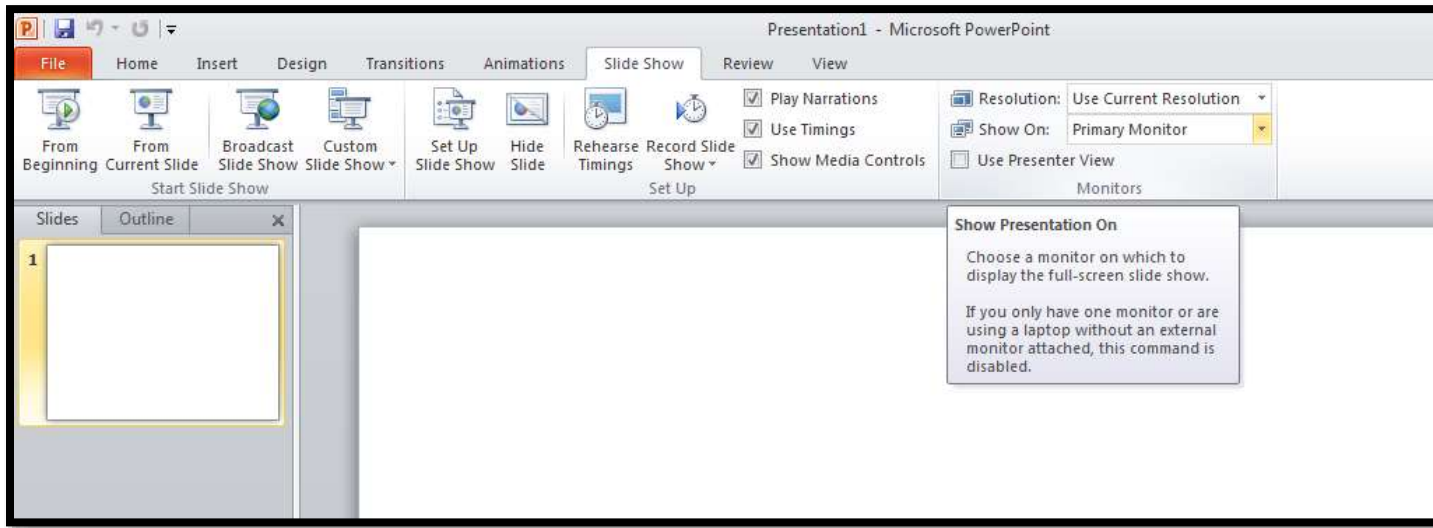 Presentation1 - Microsoft PowerPoint
File Home Insert Design Transitions Animations Slide Show Review View
From Beginning
From Current Slide
Broadcast Slide Show
Custom Slide Show
Start Slide Show
Set Up Slide Show
Hide Slide
Rehearse Timings
Record Slide Show
Play Narrations
Use Timings
Show Media Controls
Set Up
Resolution: Use Current Resolution
Show On: Primary Monitor
Use Presenter View
Monitors
Slides Outline
1
Show Presentation On
Choose a monitor on which to
display the full-screen slide show.
If you only have one monitor or are
using a laptop without an external
monitor attached, this command is
disabled.